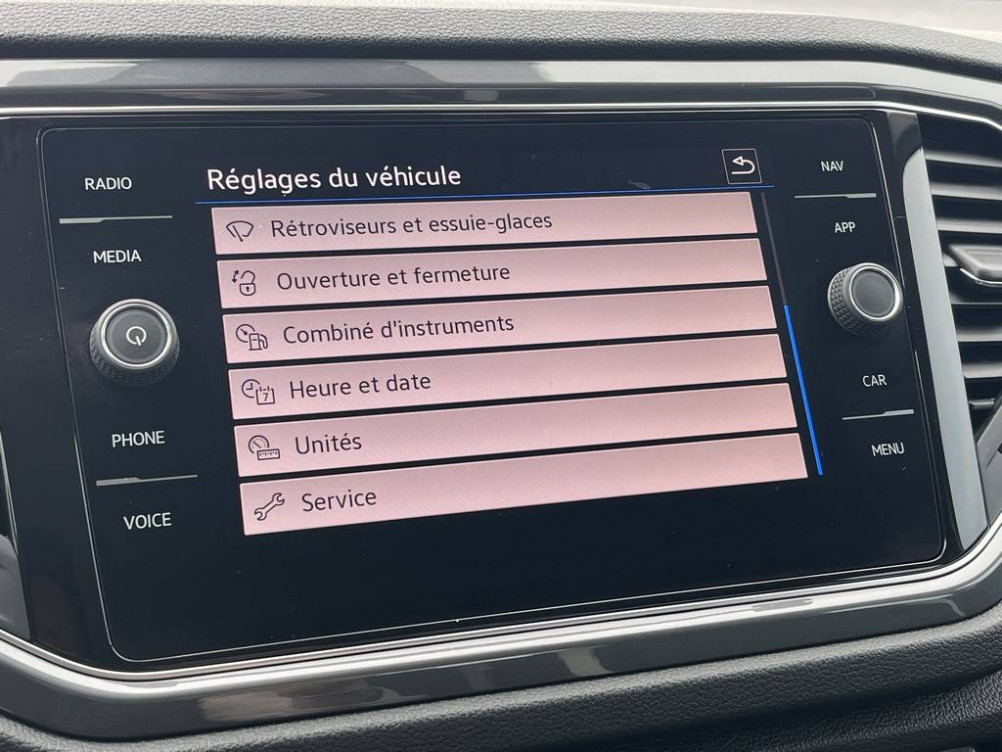 RADIO
MEDIA
PHONE
VOICE
Réglages du véhicule
Rétroviseurs et essuie-glaces
Ouverture et fermeture
Combiné d'instruments
7
Heure et date
Unités
Service
NAV
APP
CAR
MENU